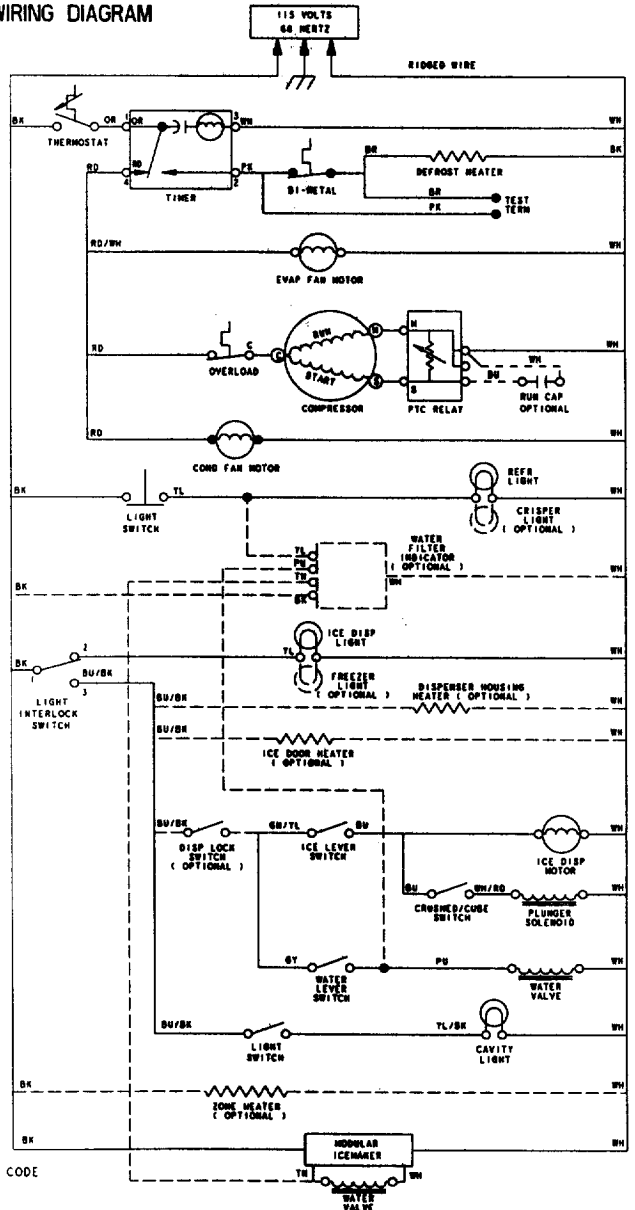 WIRING DIAGRAM
115 VOLTS
60 HERTZ
RIDGED WIRE
BK
OR
1
OR
3
WH
WH
THERMOSTAT
RD
RD
4
PK
2
TIMER
BI-METAL
BR
DEFROST HEATER
BK
BR
PK
TEST
TERM
RD/WH
WH
EVAP FAN MOTOR
RD
C
OVERLOAD
C
RUN
START
M
S
COMPRESSOR
M
S
PTC RELAY
WH
WH
BU
RUN CAP
OPTIONAL
RD
WH
COND FAN MOTOR
BK
YL
LIGHT
SWITCH
REFR
LIGHT
WH
CRISPER
LIGHT
( OPTIONAL )
YL
PU
TN
BK
WATER
FILTER
INDICATOR
( OPTIONAL )
WH
WH
BK
BK
1
2
3
BU/BK
LIGHT
INTERLOCK
SWITCH
YL
ICE DISP
LIGHT
WH
FREEZER
LIGHT
( OPTIONAL )
BU/BK
DISPENSER HOUSING
HEATER ( OPTIONAL )
WH
BU/BK
ICE DOOR HEATER
( OPTIONAL )
WH
BU/BK
DISP LOCK
SWITCH
( OPTIONAL )
GY/YL
ICE LEVER
SWITCH
BU
WH
ICE DISP
MOTOR
WH/RD
CRUSHED/CUBE
SWITCH
PLUNGER
SOLENOID
WH
GY
WATER
LEVER
SWITCH
PU
WATER
VALVE
WH
BU/BK
LIGHT
SWITCH
YL/BK
CAVITY
LIGHT
WH
BK
ZONE HEATER
( OPTIONAL )
WH
BK
MODULAR
ICEMAKER
WH
CODE
TN
WH
WATER
VALVE